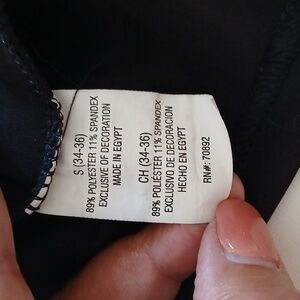 S (34-36)
89% POLYESTER 11% SPANDEX
EXCLUSIVE OF DECORATION
MADE IN EGYPT
CH (34-36)
89% POLIESTER 11% SPANDEX
EXCLUSIVO DE DECORACION
HECHO EN EGYPT
RN#: 70892